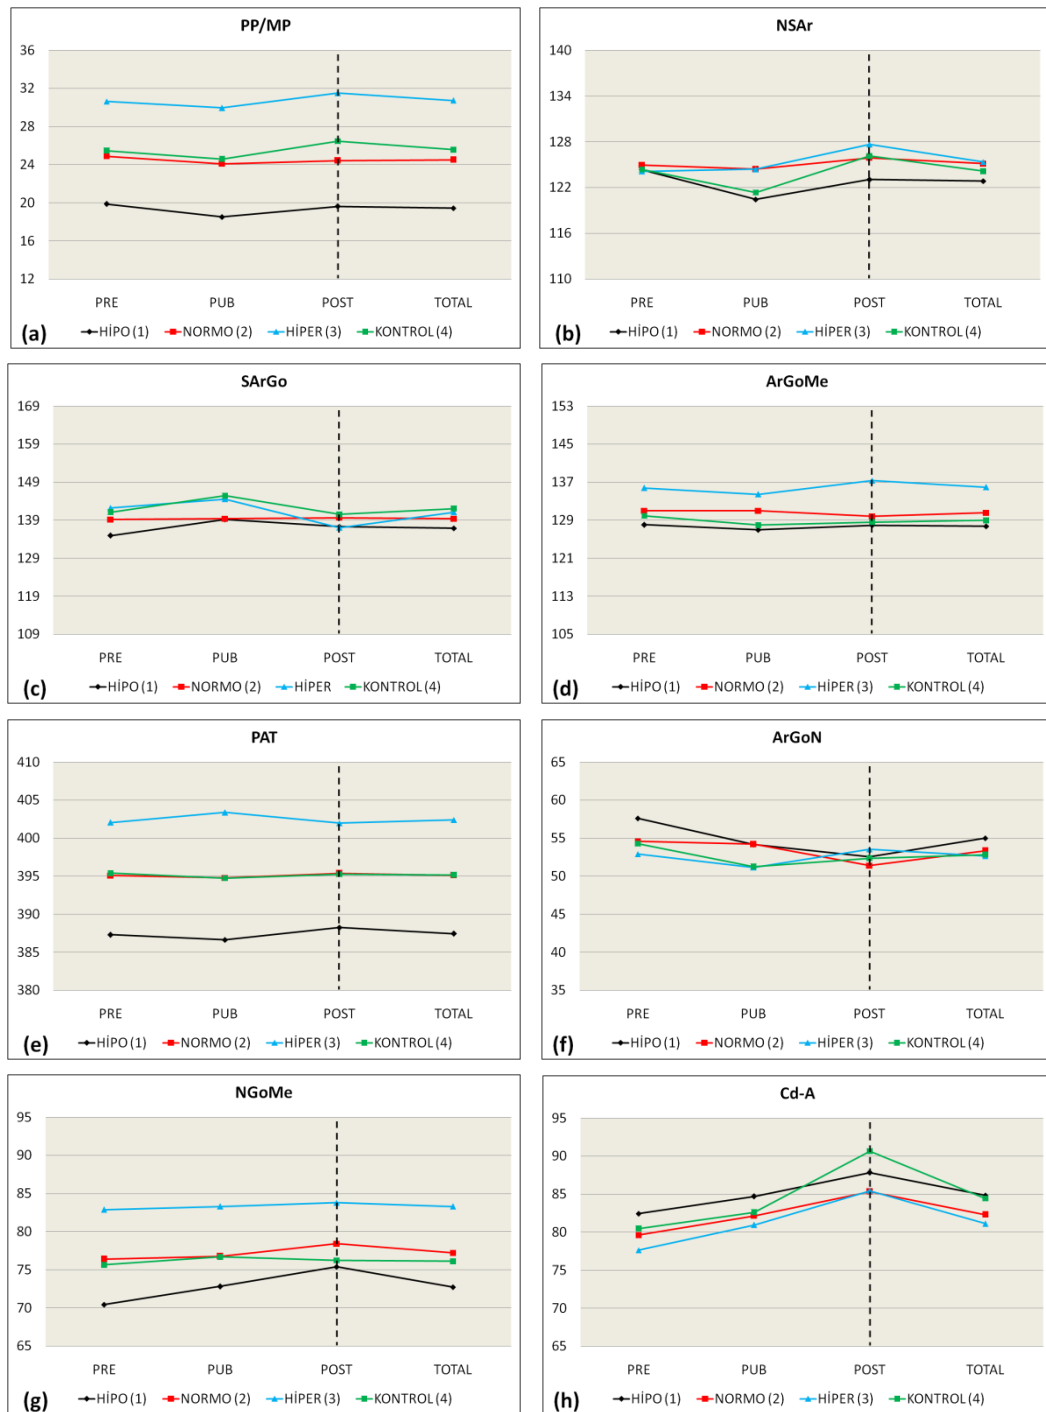 PP/MP
36
32
28
24
20
16
12
PRE PUB POST TOTAL
(a) HİPO (1) NORMO (2) HİPER (3) KONTROL (4)
NSAr
140
134
128
122
116
110
PRE PUB POST TOTAL
(b) HİPO (1) NORMO (2) HİPER (3) KONTROL (4)
SArGo
169
159
149
139
129
119
109
PRE PUB POST TOTAL
(c) HİPO (1) NORMO (2) HİPER KONTROL (4)
ArGoMe
153
145
137
129
121
113
105
PRE PUB POST TOTAL
(d) HİPO (1) NORMO (2) HİPER (3) KONTROL (4)
PAT
410
405
400
395
390
385
380
PRE PUB POST TOTAL
(e) HİPO (1) NORMO (2) HİPER (3) KONTROL (4)
ArGoN
65
60
55
50
45
40
35
PRE PUB POST TOTAL
(f) HİPO (1) NORMO (2) HİPER (3) KONTROL (4)
NGoMe
95
90
85
80
75
70
65
PRE PUB POST TOTAL
(g) HİPO (1) NORMO (2) HİPER (3) KONTROL (4)
Cd-A
95
90
85
80
75
70
65
PRE PUB POST TOTAL
(h) HİPO (1) NORMO (2) HİPER (3) KONTROL (4)